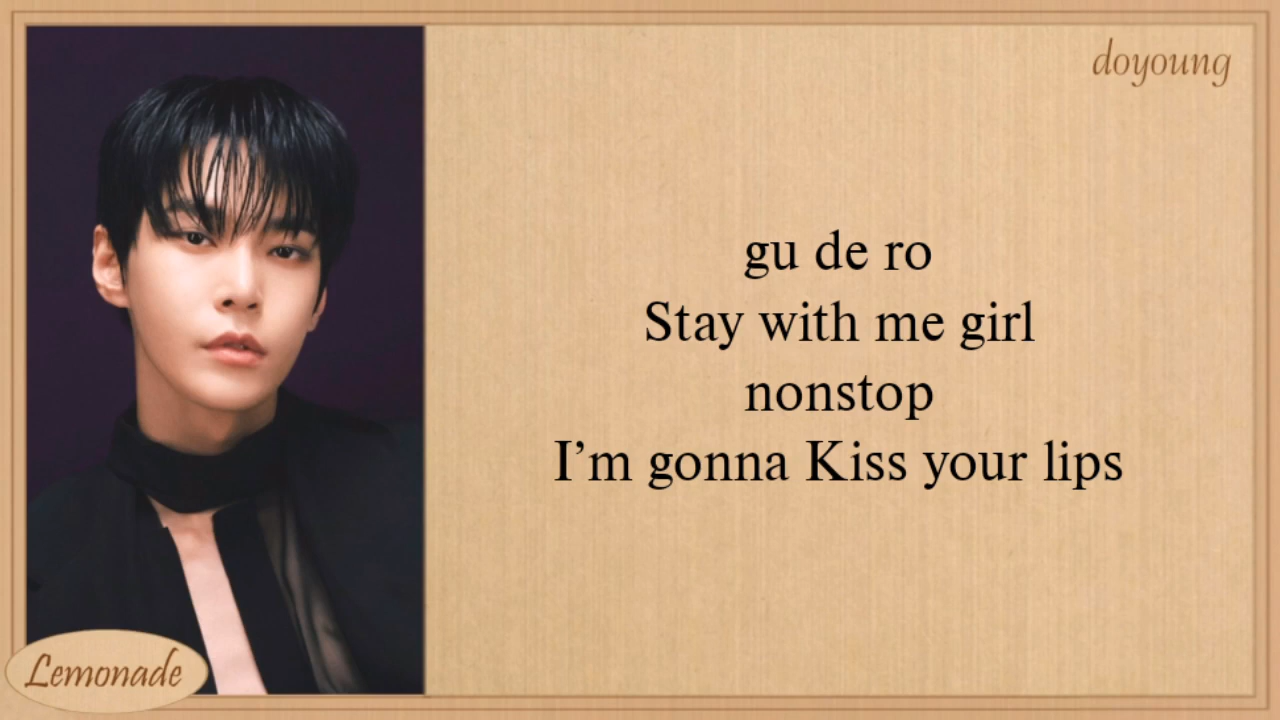 doyoung
gu de ro
Stay with me girl
nonstop
I'm gonna Kiss your lips
Lemonade